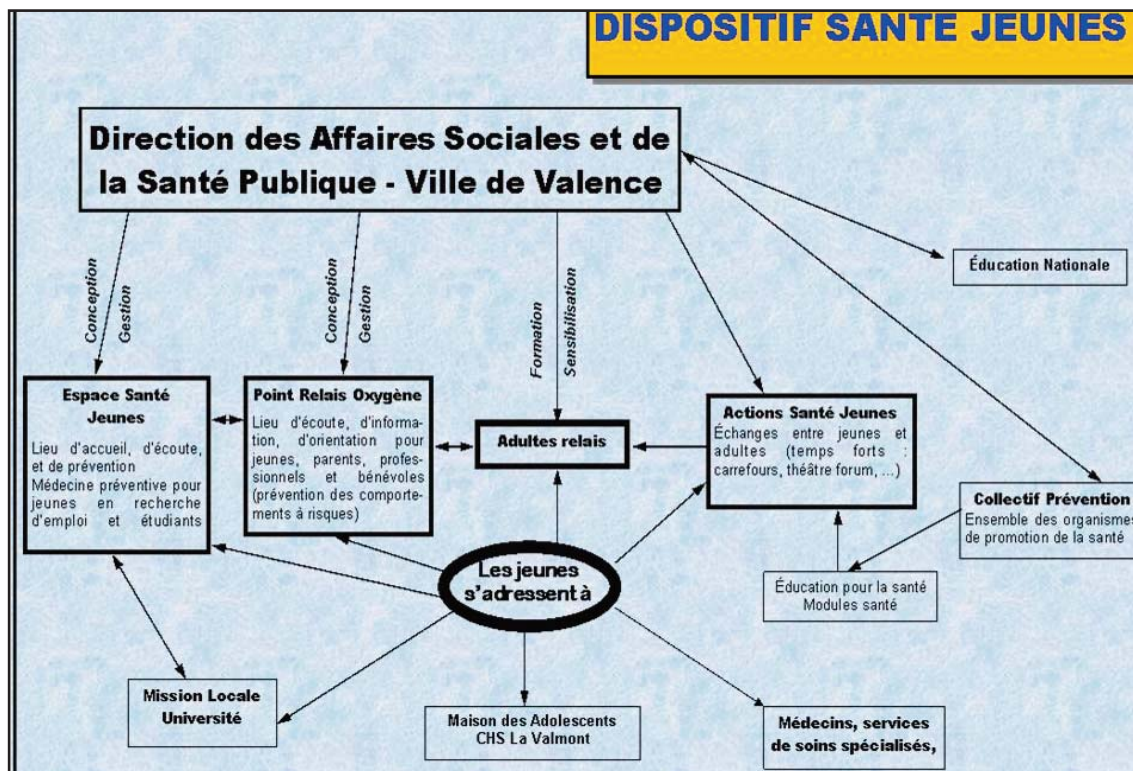 DISPOSITIF SANTE JEUNES
Direction des Affaires Sociales et de
la Santé Publique - Ville de Valence
Conception
Gestion
Conception
Gestion
Formation
Sensibilisation
Éducation Nationale
Espace Santé
Jeunes
Lieu d'accueil, d'écoute,
et de prévention
Médecine préventive pour
jeunes en recherche
d'emploi et étudiants
Point Relais Oxygène
Lieu d'écoute, d'informa-
tion, d'orientation pour
jeunes, parents, profes-
sionnels et bénévoles
(prévention des comporte-
ments à risques)
Adultes relais
Actions Santé Jeunes
Échanges entre jeunes et
adultes (temps forts :
carrefours, théâtre forum, ...)
Collectif Prévention
Ensemble des organismes
de promotion de la santé
Les jeunes
s'adressent à
Éducation pour la santé
Modules santé
Mission Locale
Université
Maison des Adolescents
CHS La Valmont
Médecins, services
de soins spécialisés,